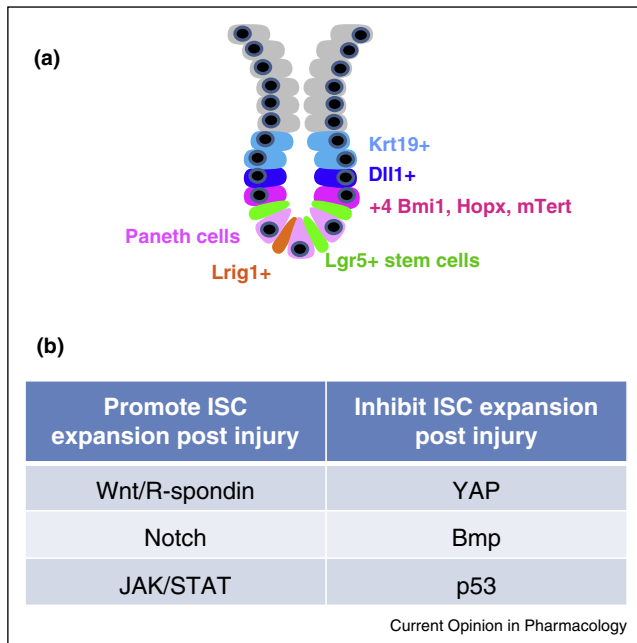 (a)
Krt19+
Dll1+
+4 Bmi1, Hopx, mTert
Paneth cells
Lgr5+ stem cells
Lrig1+
(b)
Promote ISC
expansion post injury
Inhibit ISC expansion
post injury
Wnt/R-spondin
YAP
Notch
Bmp
JAK/STAT
p53
Current Opinion in Pharmacology